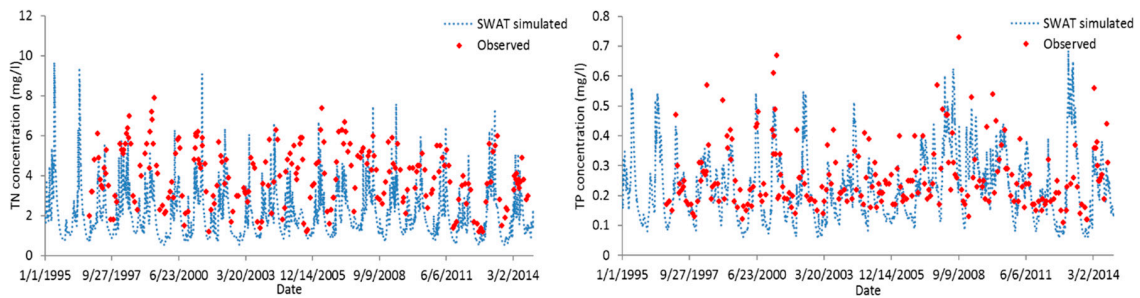 12
10
8
6
4
2
0
TN concentration (mg/l)
SWAT simulated
Observed
1/1/1995 9/27/1997 6/23/2000 3/20/2003 12/14/2005 9/9/2008 6/6/2011 3/2/2014
Date
0.8
0.7
0.6
0.5
0.4
0.3
0.2
0.1
0
TP concentration (mg/l)
SWAT simulated
Observed
1/1/1995 9/27/1997 6/23/2000 3/20/2003 12/14/2005 9/9/2008 6/6/2011 3/2/2014
Date